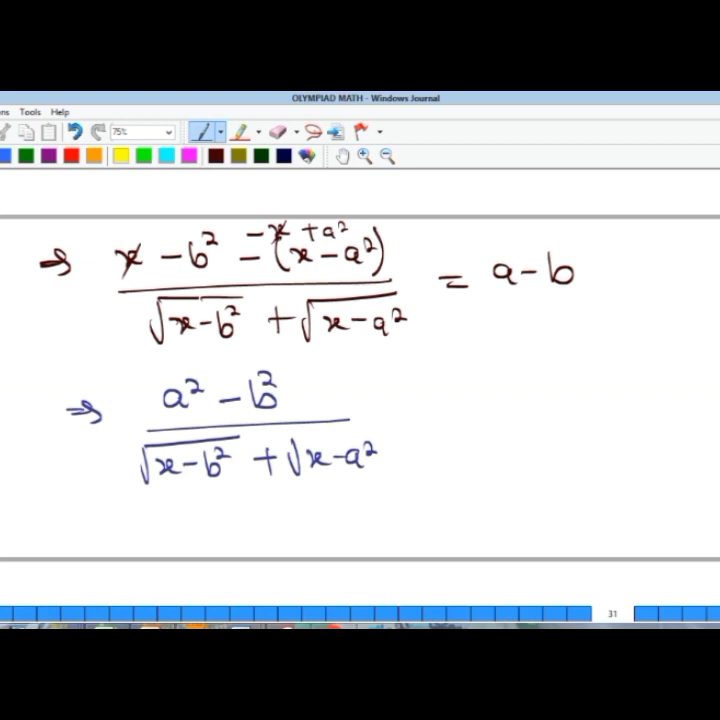 OLYMPIAD MATH - Windows Journal
ns Tools Help
75%
-x + a²
⇒ x - b² - (x - a²) / √(x - b²) + √(x - a²) = a - b
⇒ a² - b² / √(x - b²) + √x - a²
31